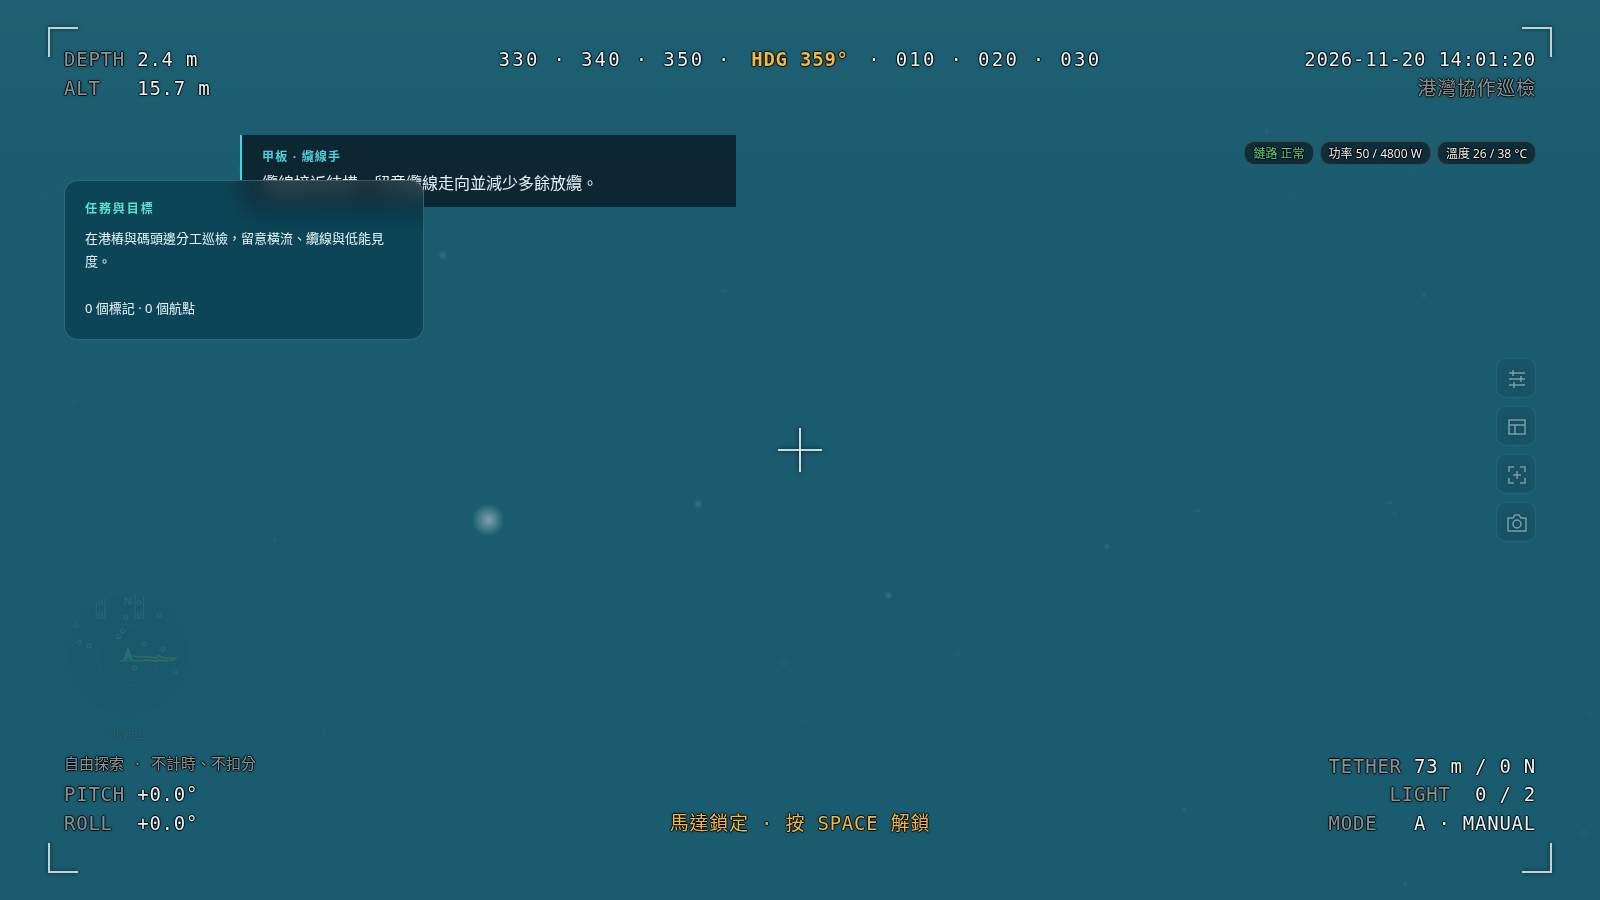 DEPTH 2.4 m
ALT 15.7 m
330 · 340 · 350 · HDG 359° · 010 · 020 · 030
2026-11-20 14:01:20
港灣協作巡檢
鏈路 正常
功率 50 / 4800 W
溫度 26 / 38 °C
甲板 · 纜線手
留意纜線走向並減少多餘放纜。
任務與目標
在港樁與碼頭邊分工巡檢，留意橫流、纜線與低能見
度。
0 個標記 · 0 個航點
N
自由探索 · 不計時、不扣分
PITCH +0.0°
ROLL +0.0°
馬達鎖定 · 按 SPACE 解鎖
TETHER 73 m / 0 N
LIGHT 0 / 2
MODE A · MANUAL